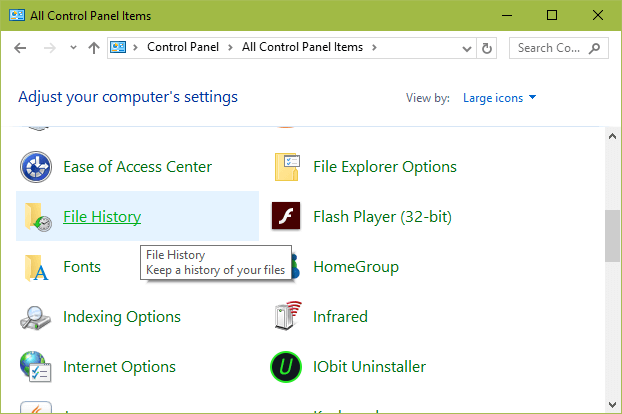 All Control Panel Items
Control Panel > All Control Panel Items >
Search Co...
Adjust your computer's settings
View by: Large icons
Ease of Access Center
File Explorer Options
File History
Flash Player (32-bit)
File History
Keep a history of your files
Fonts
HomeGroup
Indexing Options
Infrared
Internet Options
IObit Uninstaller